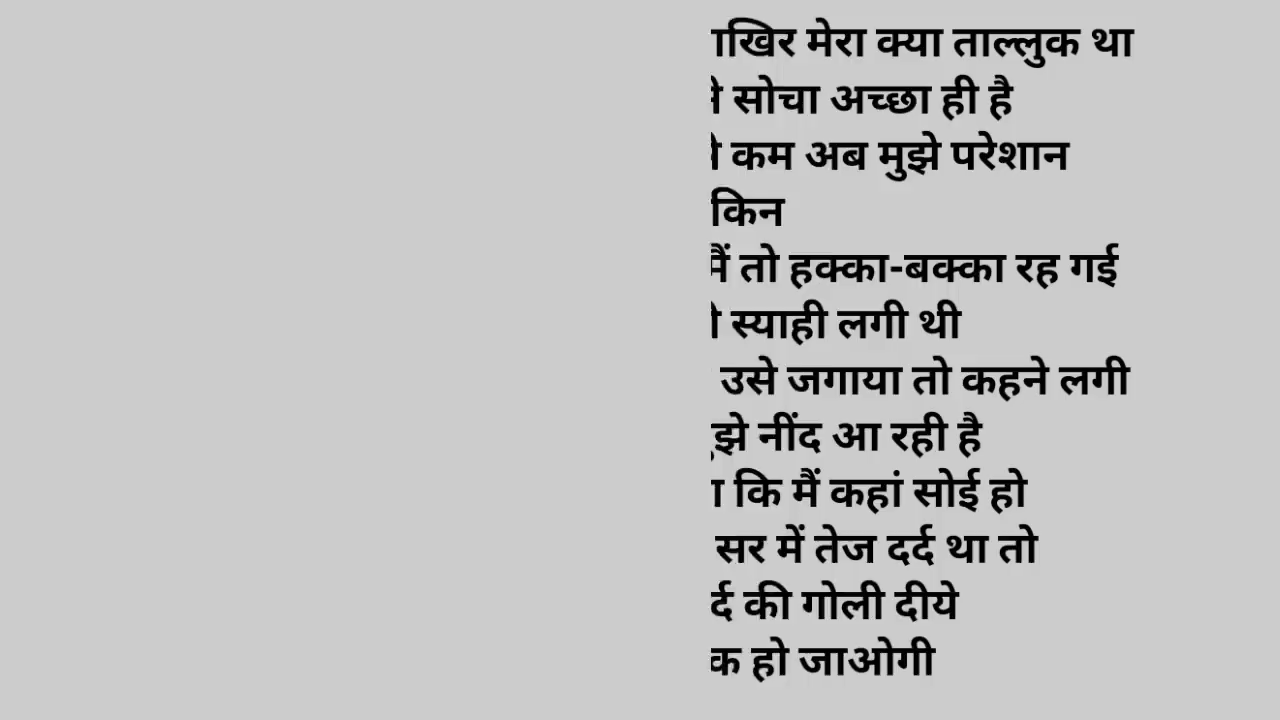 मेरा क्या ताल्लुक था
सोचा अच्छा ही है
कम अब मुझे परेशान
तो हक्का-बक्का रह गई
स्याही लगी थी
उसे जगाया तो कहने लगी
नींद आ रही है
कि मैं कहां सोई हो
सर में तेज दर्द था तो
की गोली दीये
हो जाओगी